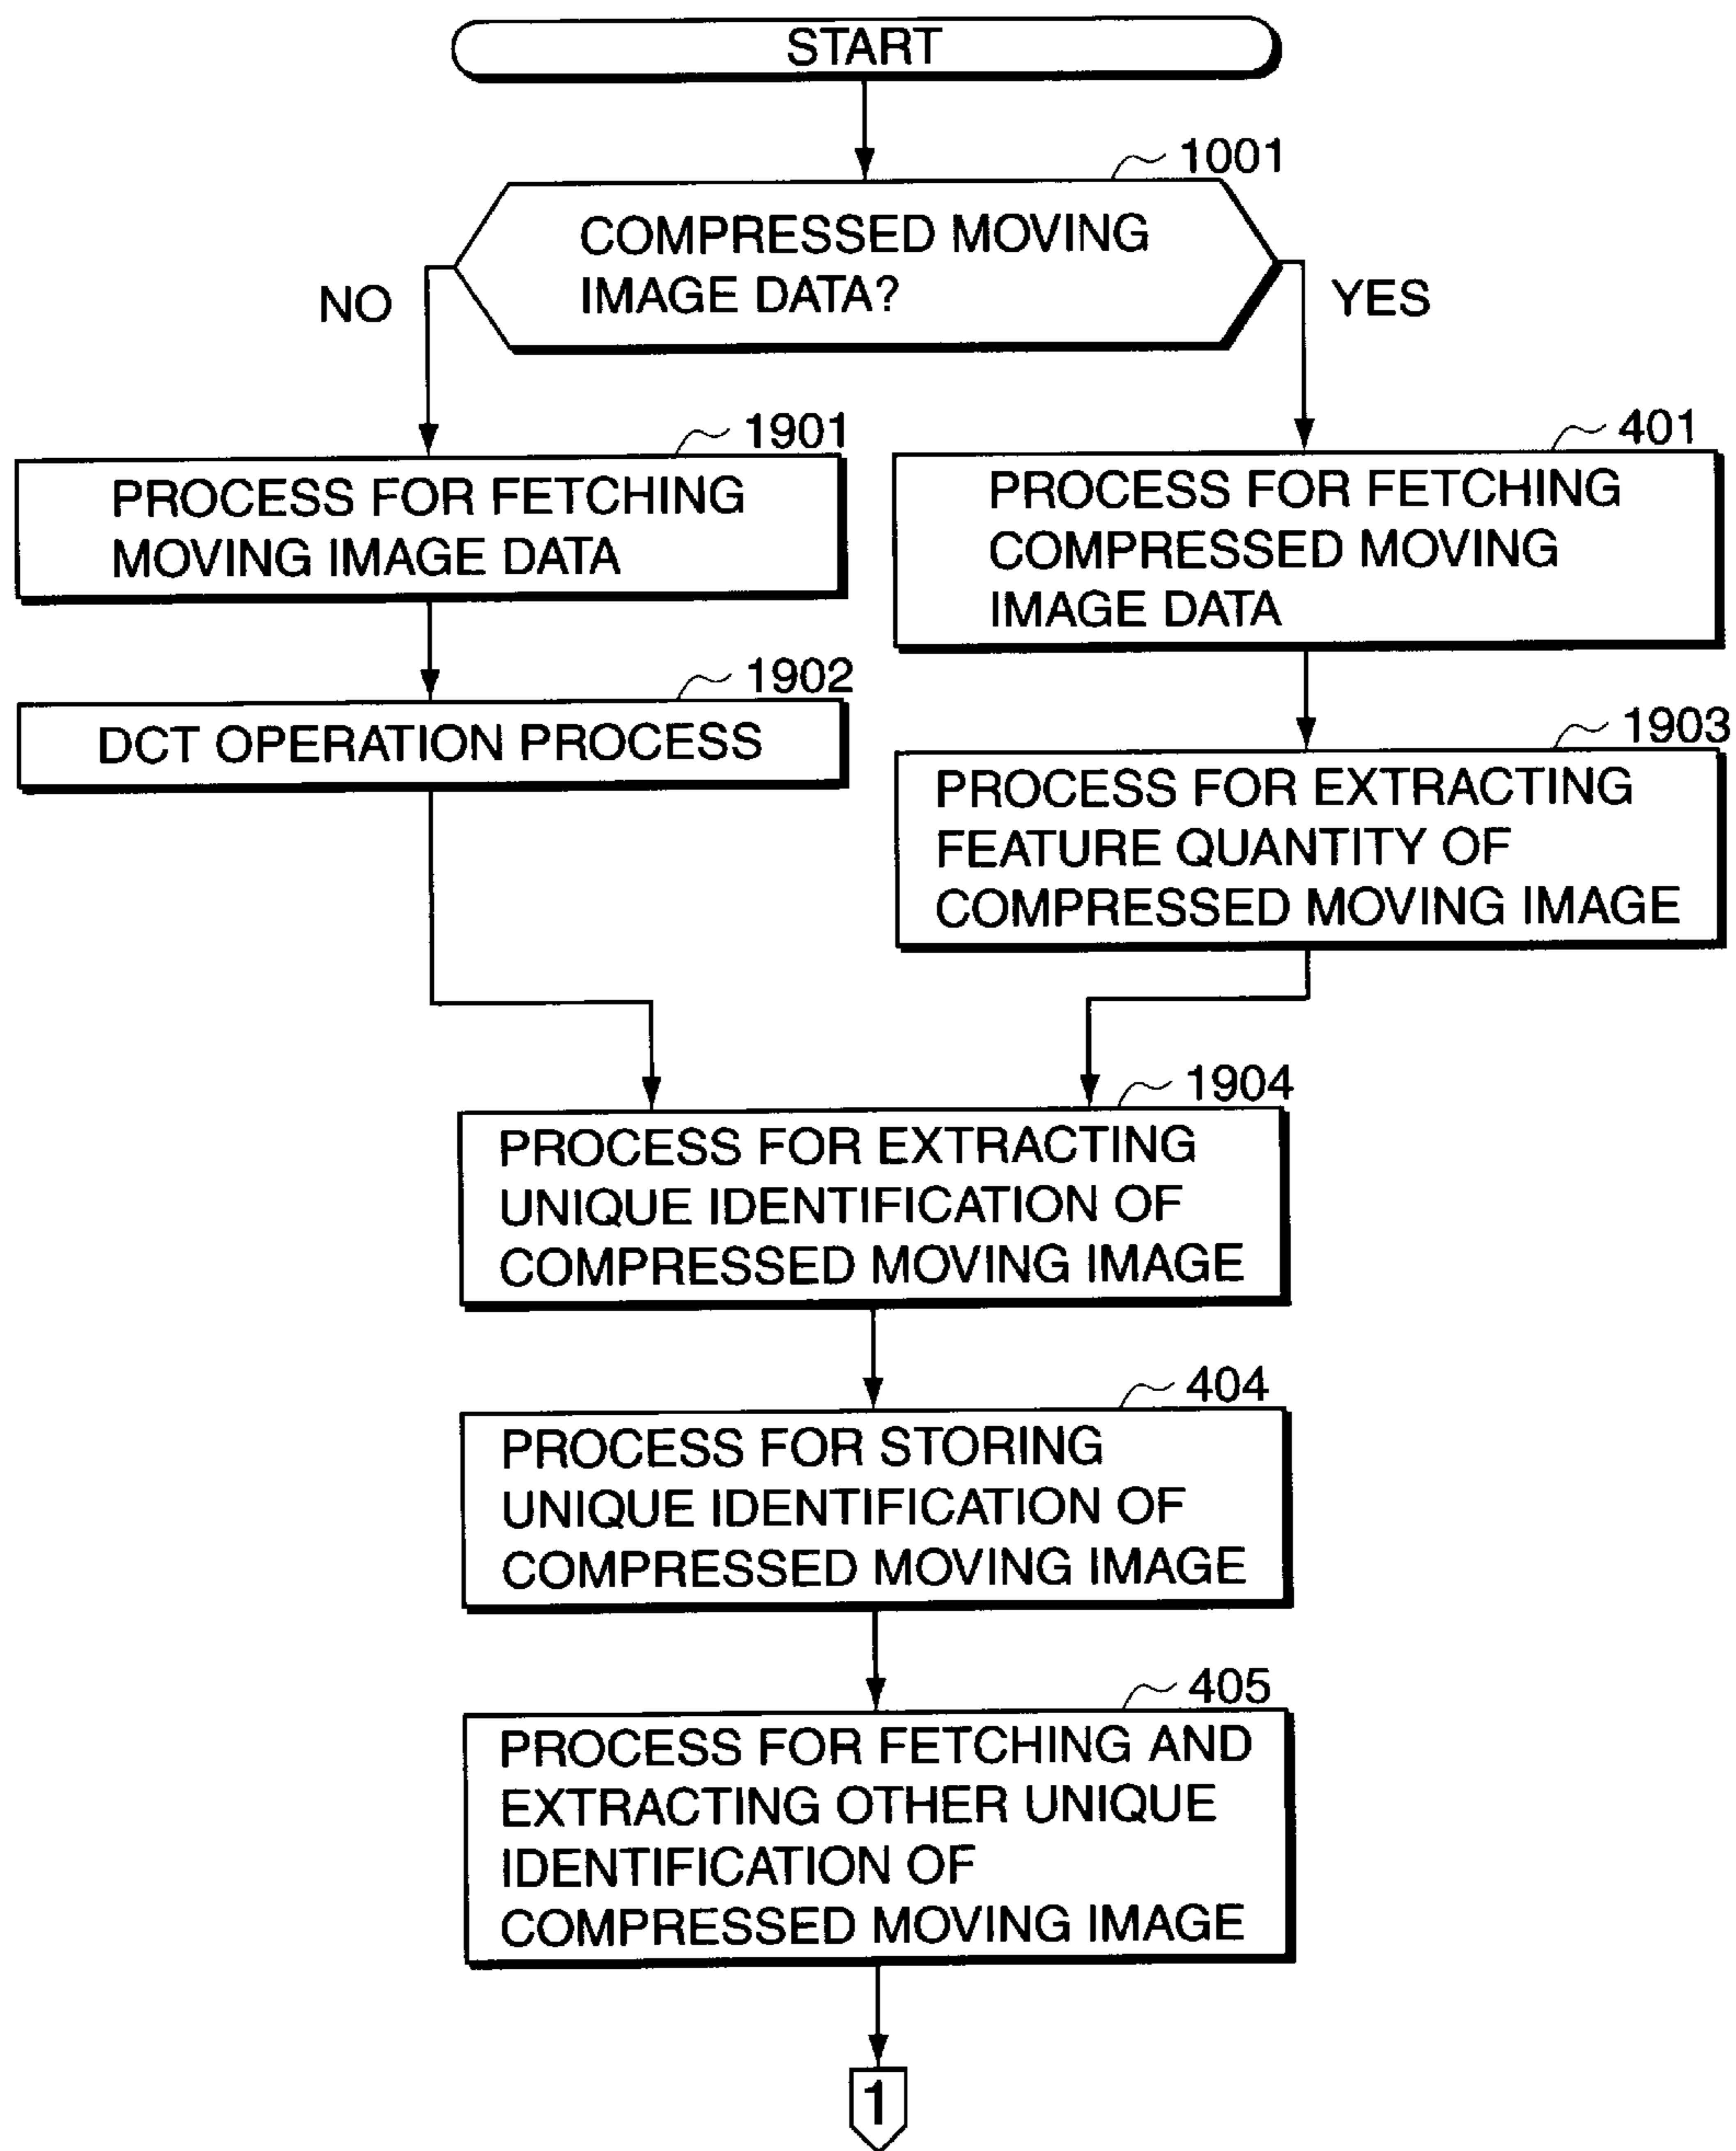 START
1001
COMPRESSED MOVING
IMAGE DATA?
NO
YES
1901
PROCESS FOR FETCHING
MOVING IMAGE DATA
401
PROCESS FOR FETCHING
COMPRESSED MOVING
IMAGE DATA
1902
DCT OPERATION PROCESS
1903
PROCESS FOR EXTRACTING
FEATURE QUANTITY OF
COMPRESSED MOVING IMAGE
1904
PROCESS FOR EXTRACTING
UNIQUE IDENTIFICATION OF
COMPRESSED MOVING IMAGE
404
PROCESS FOR STORING
UNIQUE IDENTIFICATION OF
COMPRESSED MOVING IMAGE
405
PROCESS FOR FETCHING AND
EXTRACTING OTHER UNIQUE
IDENTIFICATION OF
COMPRESSED MOVING IMAGE
1